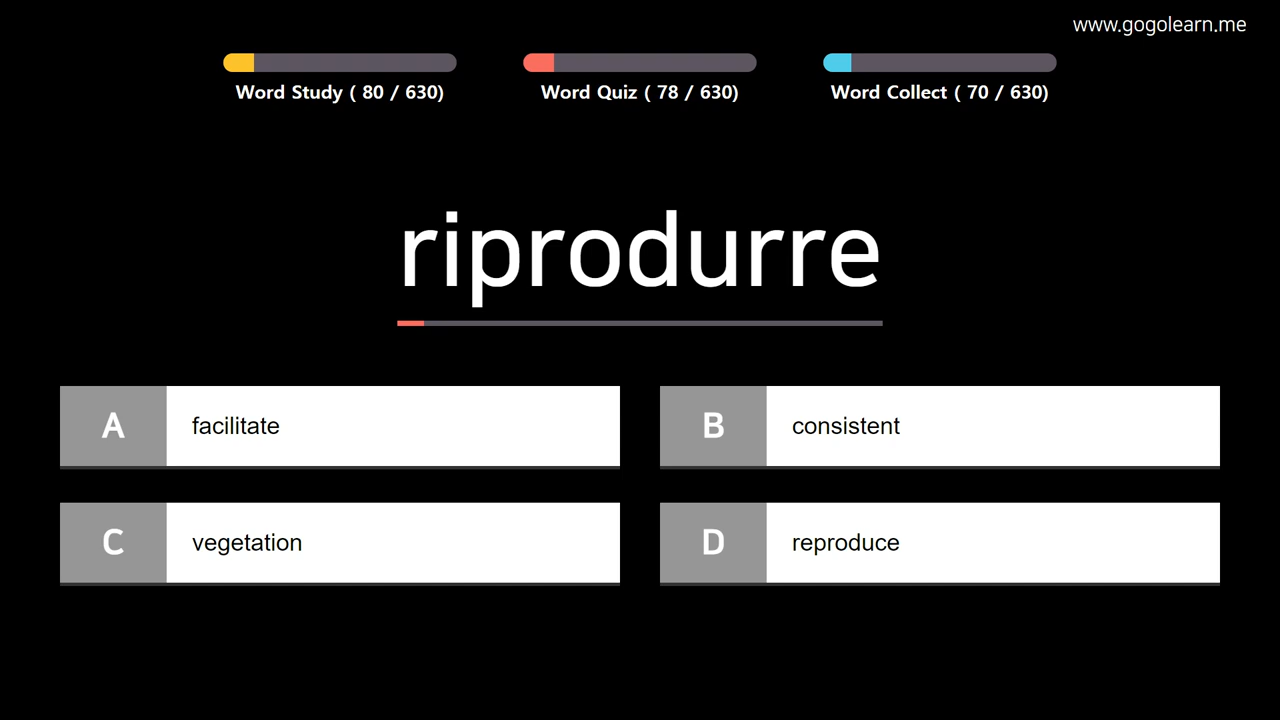 www.gogolearn.me
Word Study ( 80 / 630)
Word Quiz ( 78 / 630)
Word Collect ( 70 / 630)
riprodurre
A facilitate
B consistent
C vegetation
D reproduce